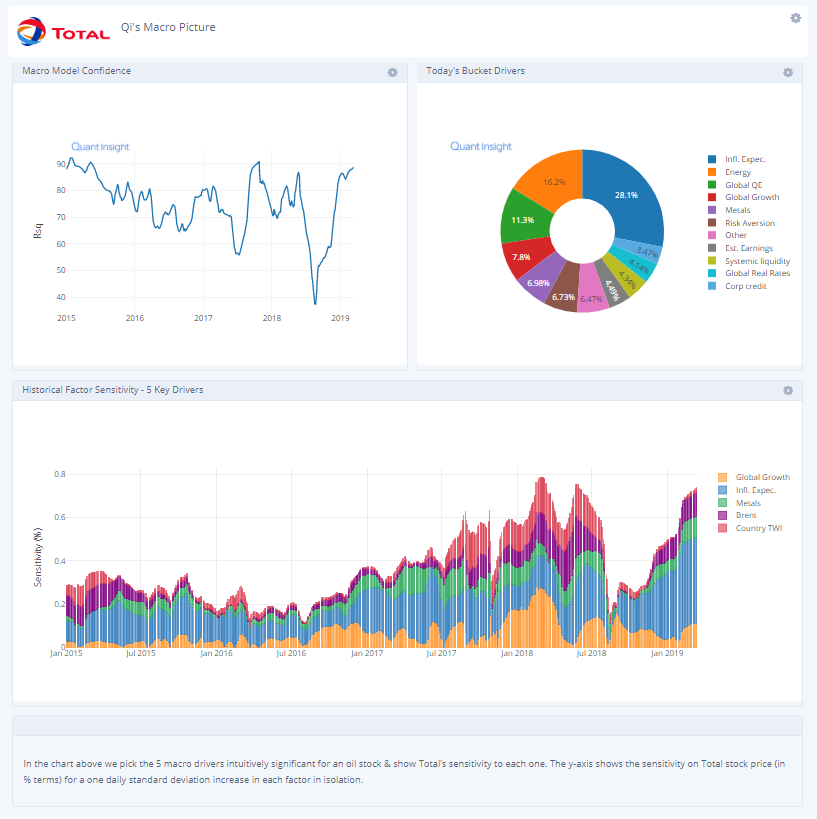 TOTAL
Qi's Macro Picture
Macro Model Confidence
Quant Insight
Rsq
90
80
70
60
50
40
2015
2016
2017
2018
2019
Today's Bucket Drivers
Quant Insight
28.1%
3.47%
4.14%
4.34%
4.49%
6.47%
6.73%
6.98%
7.8%
11.3%
16.2%
Infl. Expec.
Energy
Global QE
Global Growth
Metals
Risk Aversion
Other
Est. Earnings
Systemic liquidity
Global Real Rates
Corp credit
Historical Factor Sensitivity - 5 Key Drivers
Sensitivity (%)
0.8
0.6
0.4
0.2
0
Jan 2015
Jul 2015
Jan 2016
Jul 2016
Jan 2017
Jul 2017
Jan 2018
Jul 2018
Jan 2019
Global Growth
Infl. Expec.
Metals
Brent
Country TWI
In the chart above we pick the 5 macro drivers intuitively significant for an oil stock & show Total's sensitivity to each one. The y-axis shows the sensitivity on Total stock price (in
% terms) for a one daily standard deviation increase in each factor in isolation.